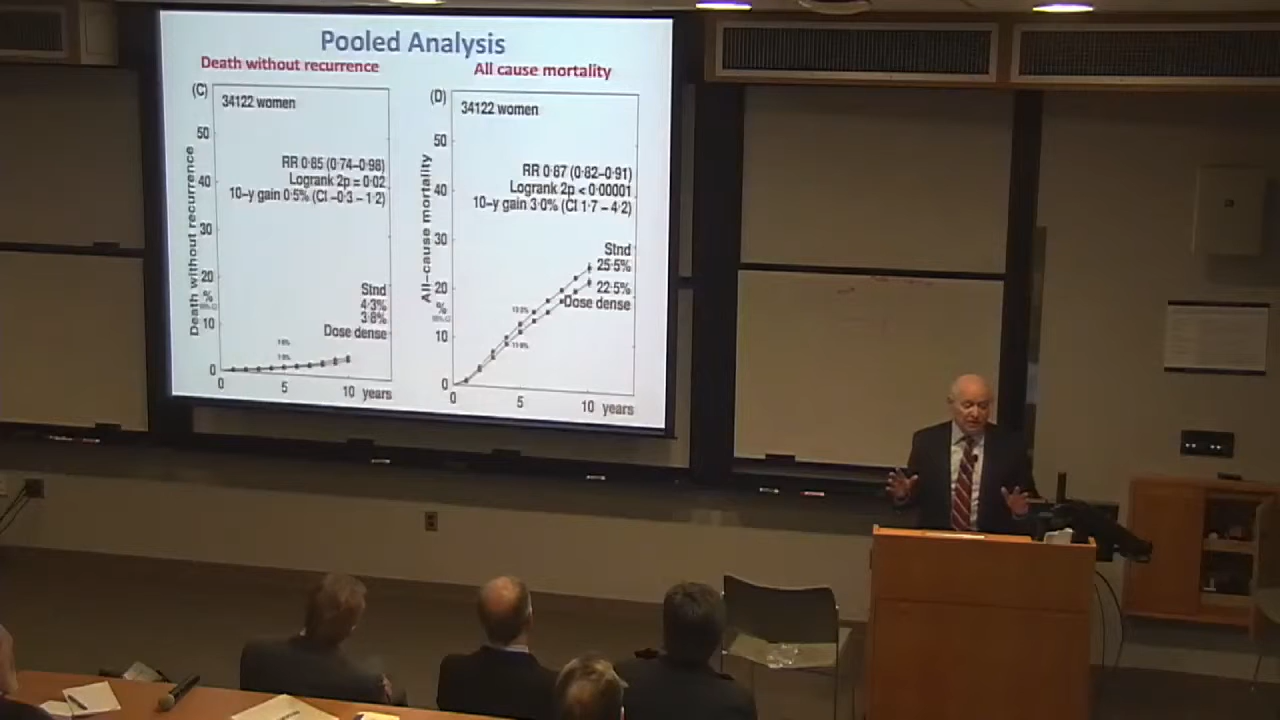 Pooled Analysis
Death without recurrence
(C)
34122 women
50
RR 0·85 (0·74–0·98)
Logrank 2p = 0·02
40
10–y gain 0·5% (CI –0·3 – 1·2)
30
Death without recurrence
20
%
Stnd
4·3%
3·8%
10
Dose dense
0
0
5
10 years
All cause mortality
(D)
34122 women
50
RR 0·87 (0·82–0·91)
Logrank 2p < 0·00001
40
10–y gain 3·0% (CI 1·7 – 4·2)
All–cause mortality
30
Stnd
25·5%
20
22·5%
%
Dose dense
10
0
0
5
10 years